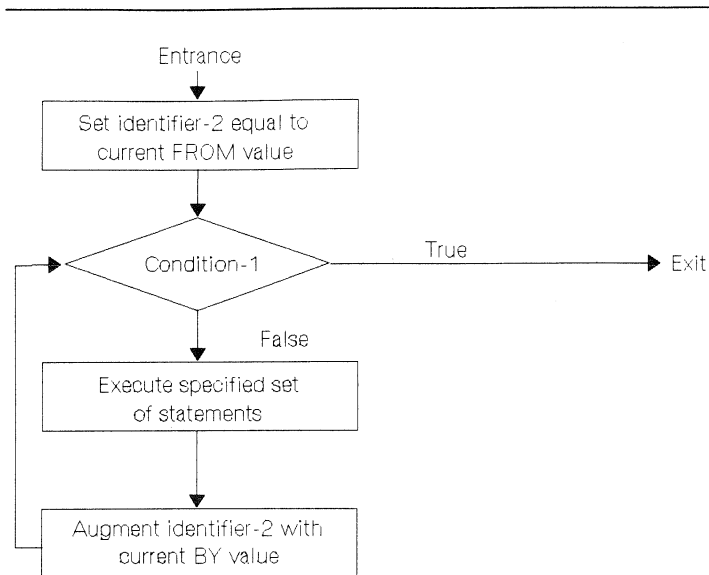 Entrance
Set identifier-2 equal to
current FROM value
Condition-1
True
Exit
False
Execute specified set
of statements
Augment identifier-2 with
current BY value